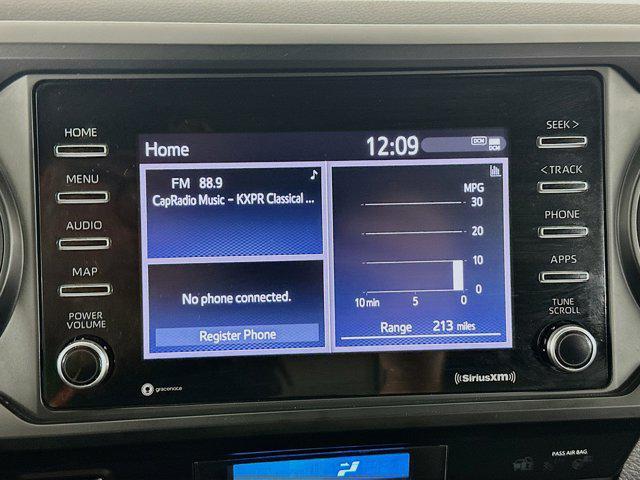 HOME
MENU
AUDIO
MAP
POWER
VOLUME
Home
12:09
DCM
DCM
FM 88.9
CapRadio Music – KXPR Classical ...
No phone connected.
Register Phone
MPG
30
20
10
0
10 min 5 0
Range 213 miles
SEEK >
< TRACK
PHONE
APPS
TUNE
SCROLL
gracenote
((SiriusXM))
PASS AIR BAG